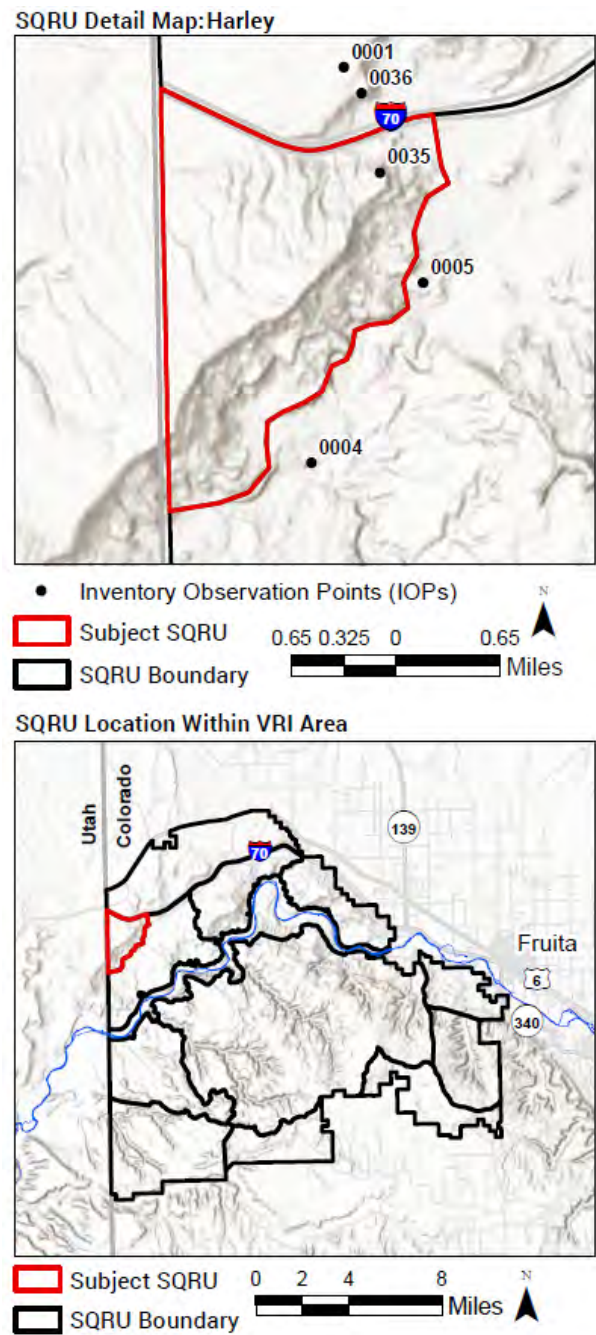 SQRU Detail Map: Harley
0001
0036
70
0035
0005
0004
Inventory Observation Points (IOPs)
Subject SQRU
SQRU Boundary
N
0.65 0.325 0 0.65
Miles
SQRU Location Within VRI Area
Utah
Colorado
139
70
Fruita
6
340
Subject SQRU
SQRU Boundary
0 2 4 8
Miles
N